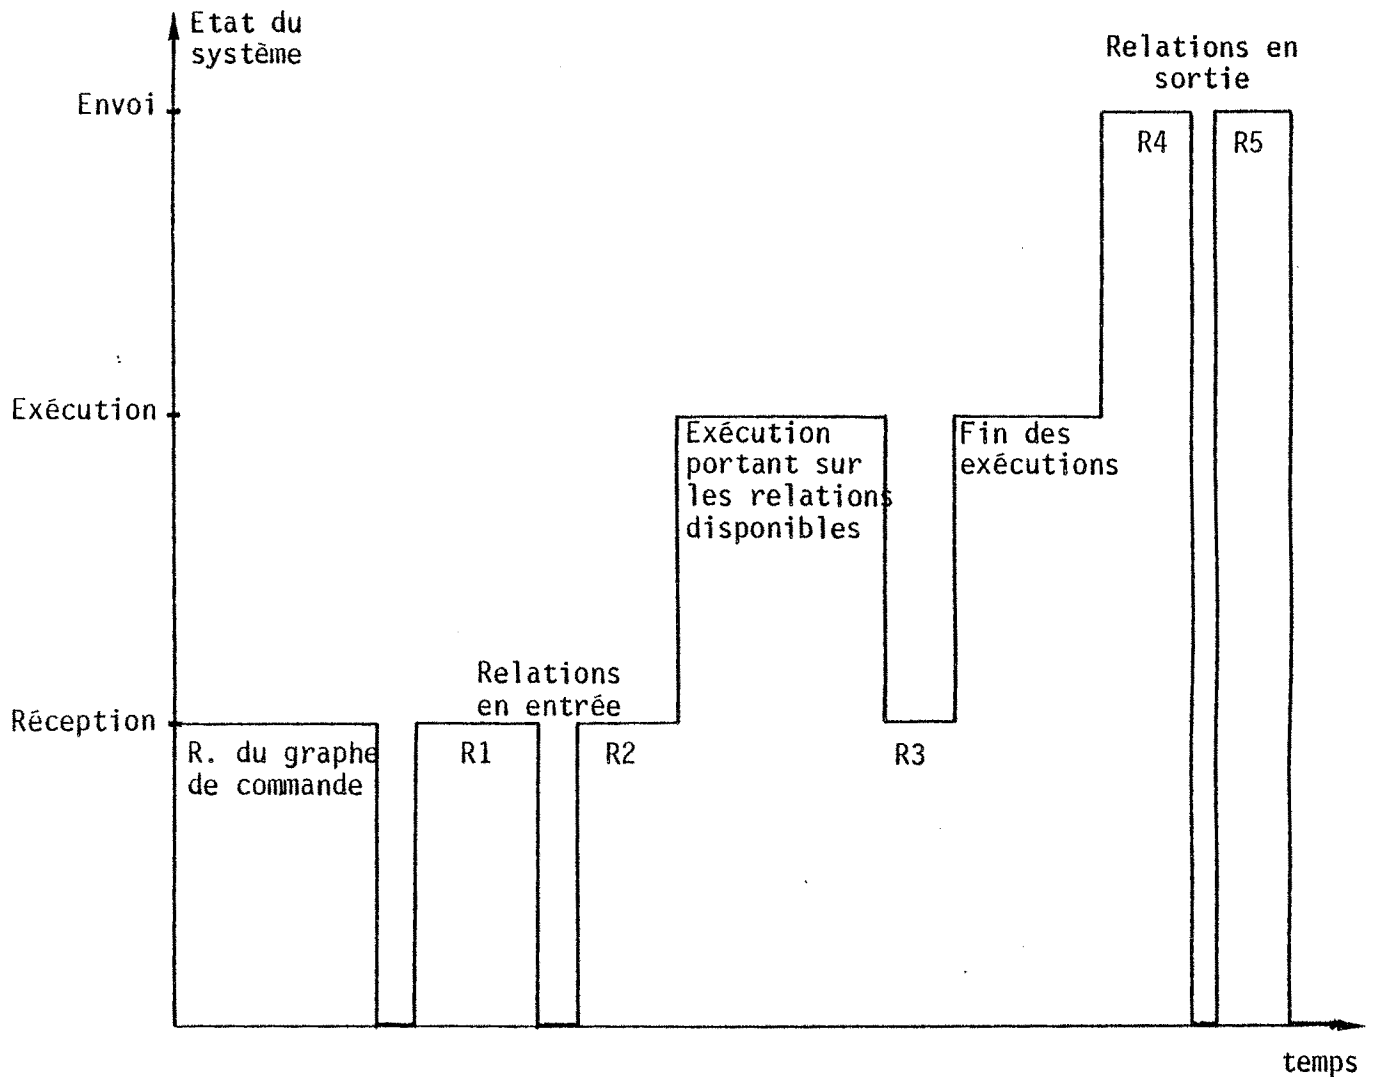 Etat du
système
Relations en
sortie
Envoi
R4
R5
Exécution
Exécution
portant sur
les relations
disponibles
Fin des
exécutions
Relations
en entrée
Réception
R. du graphe
de commande
R1
R2
R3
temps